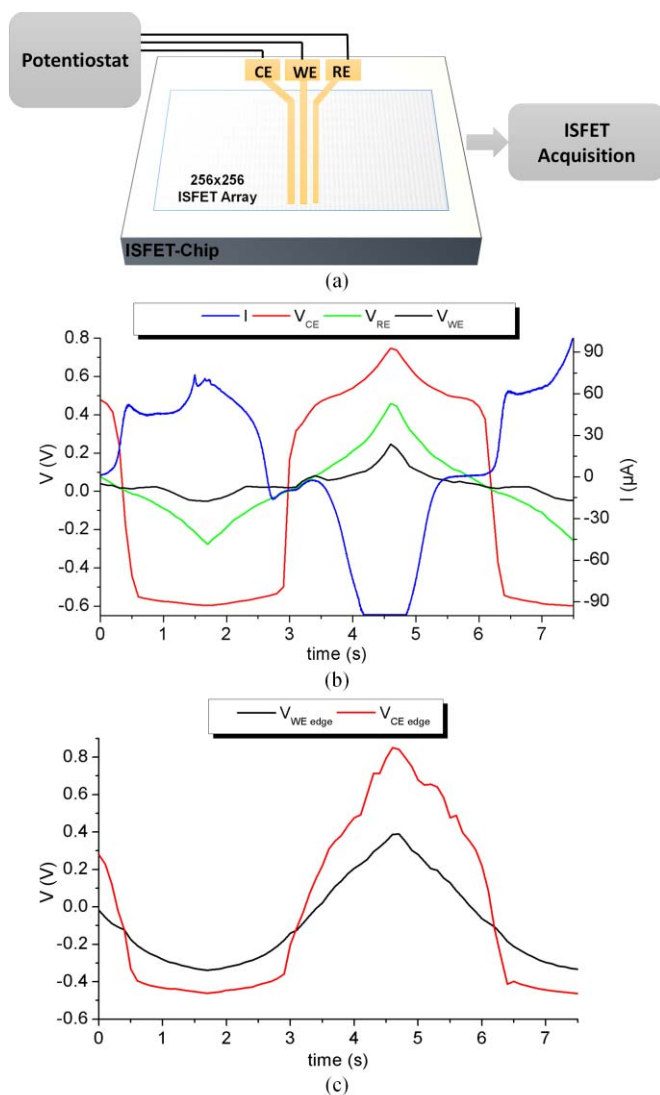 Potentiostat
CE WE RE
256x256
ISFET Array
ISFET
Acquisition
ISFET-Chip
(a)
I V_CE V_RE V_WE
V (V)
0.8
0.6
0.4
0.2
0.0
-0.2
-0.4
-0.6
I (µA)
90
60
30
0
-30
-60
-90
0 1 2 3 4 5 6 7
time (s)
(b)
V_WE edge V_CE edge
V (V)
0.8
0.6
0.4
0.2
0.0
-0.2
-0.4
-0.6
0 1 2 3 4 5 6 7
time (s)
(c)